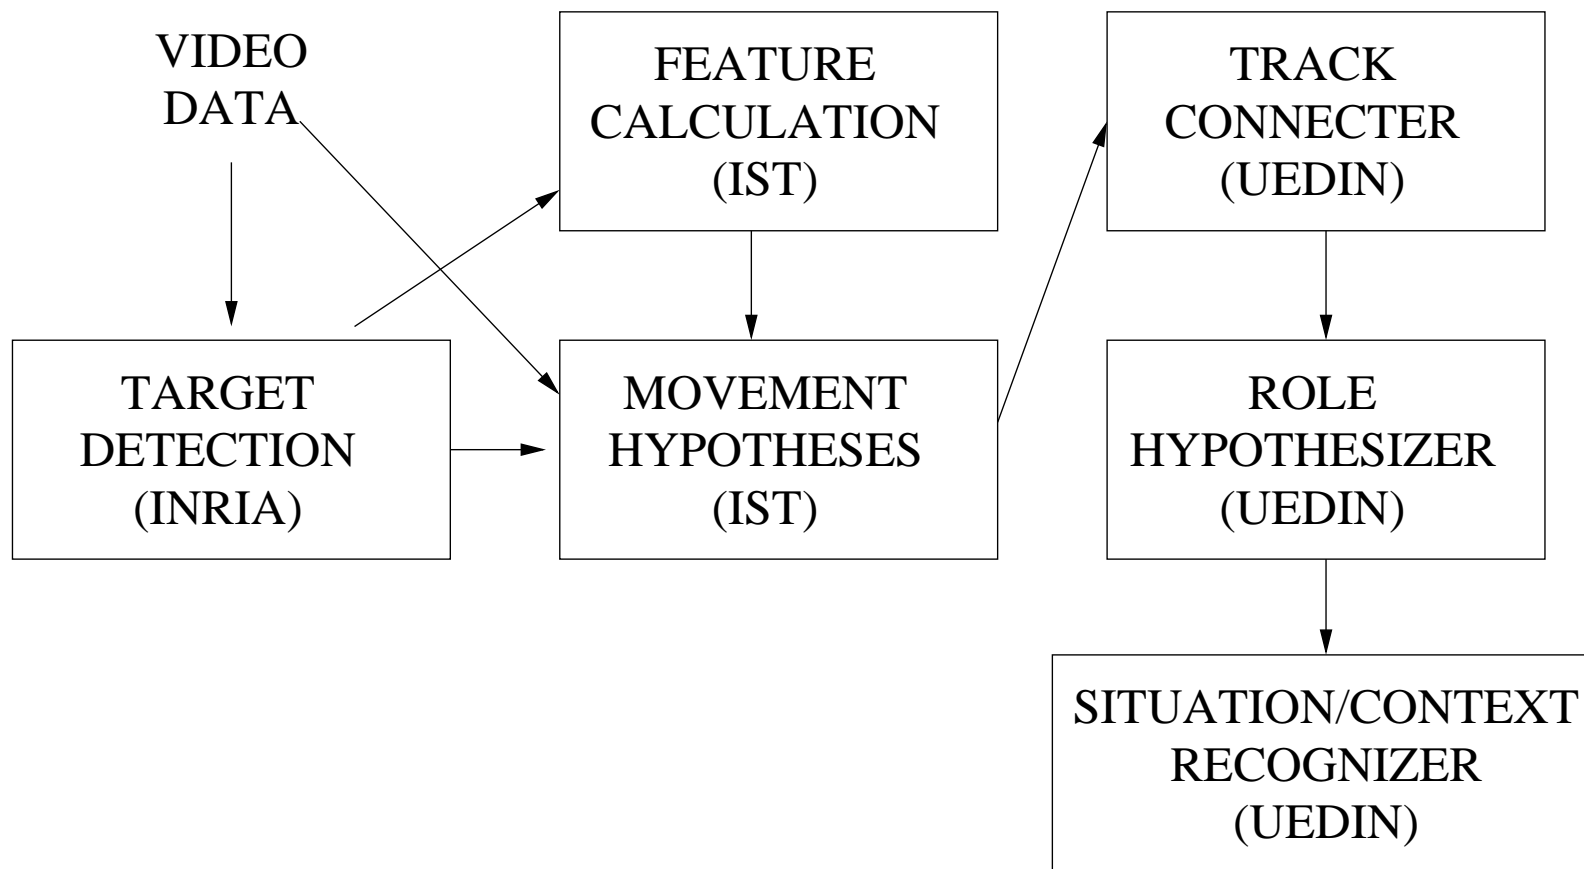 VIDEO
DATA
FEATURE
CALCULATION
(IST)
TRACK
CONNECTER
(UEDIN)
TARGET
DETECTION
(INRIA)
MOVEMENT
HYPOTHESES
(IST)
ROLE
HYPOTHESIZER
(UEDIN)
SITUATION/CONTEXT
RECOGNIZER
(UEDIN)